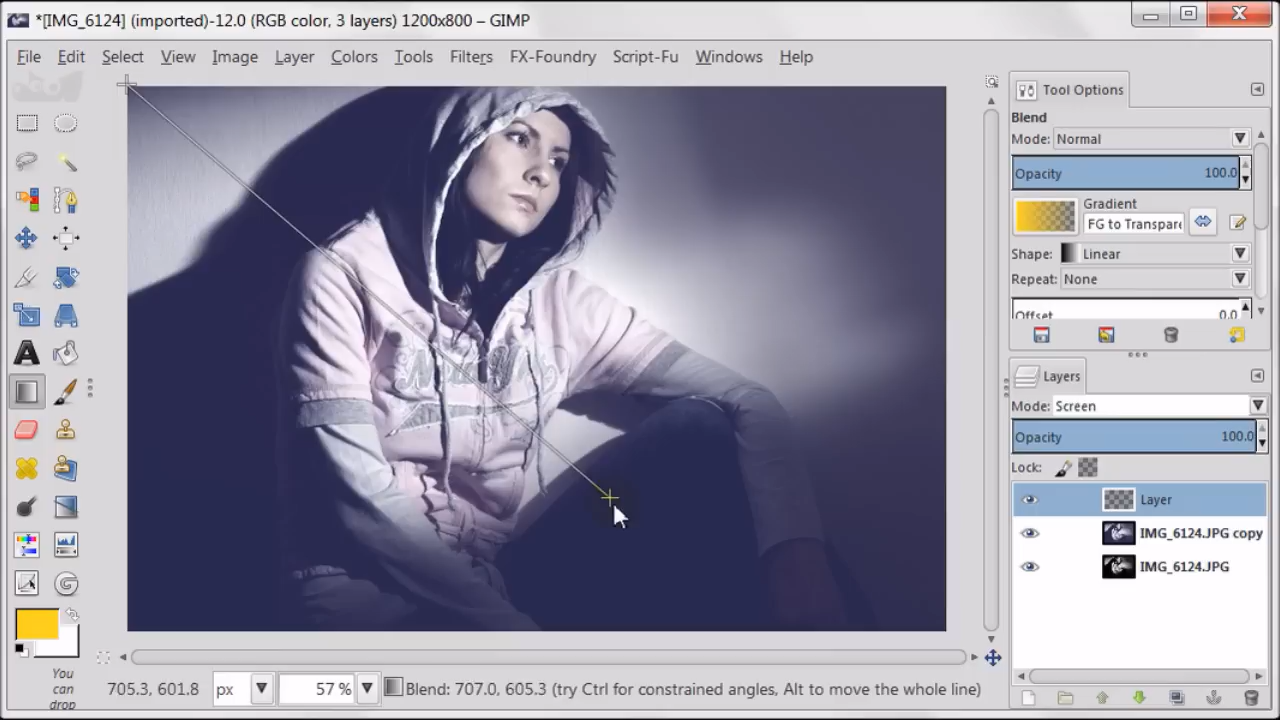 *[IMG_6124] (imported)-12.0 (RGB color, 3 layers) 1200x800 – GIMP
File Edit Select View Image Layer Colors Tools Filters FX-Foundry Script-Fu Windows Help
Tool Options
Blend
Mode: Normal
Opacity 100.0
Gradient
FG to Transpare
Shape: Linear
Repeat: None
Offset 0.0
Layers
Mode: Screen
Opacity 100.0
Lock:
Layer
IMG_6124.JPG copy
IMG_6124.JPG
You
can
drop
705.3, 601.8 px 57 % Blend: 707.0, 605.3 (try Ctrl for constrained angles, Alt to move the whole line)